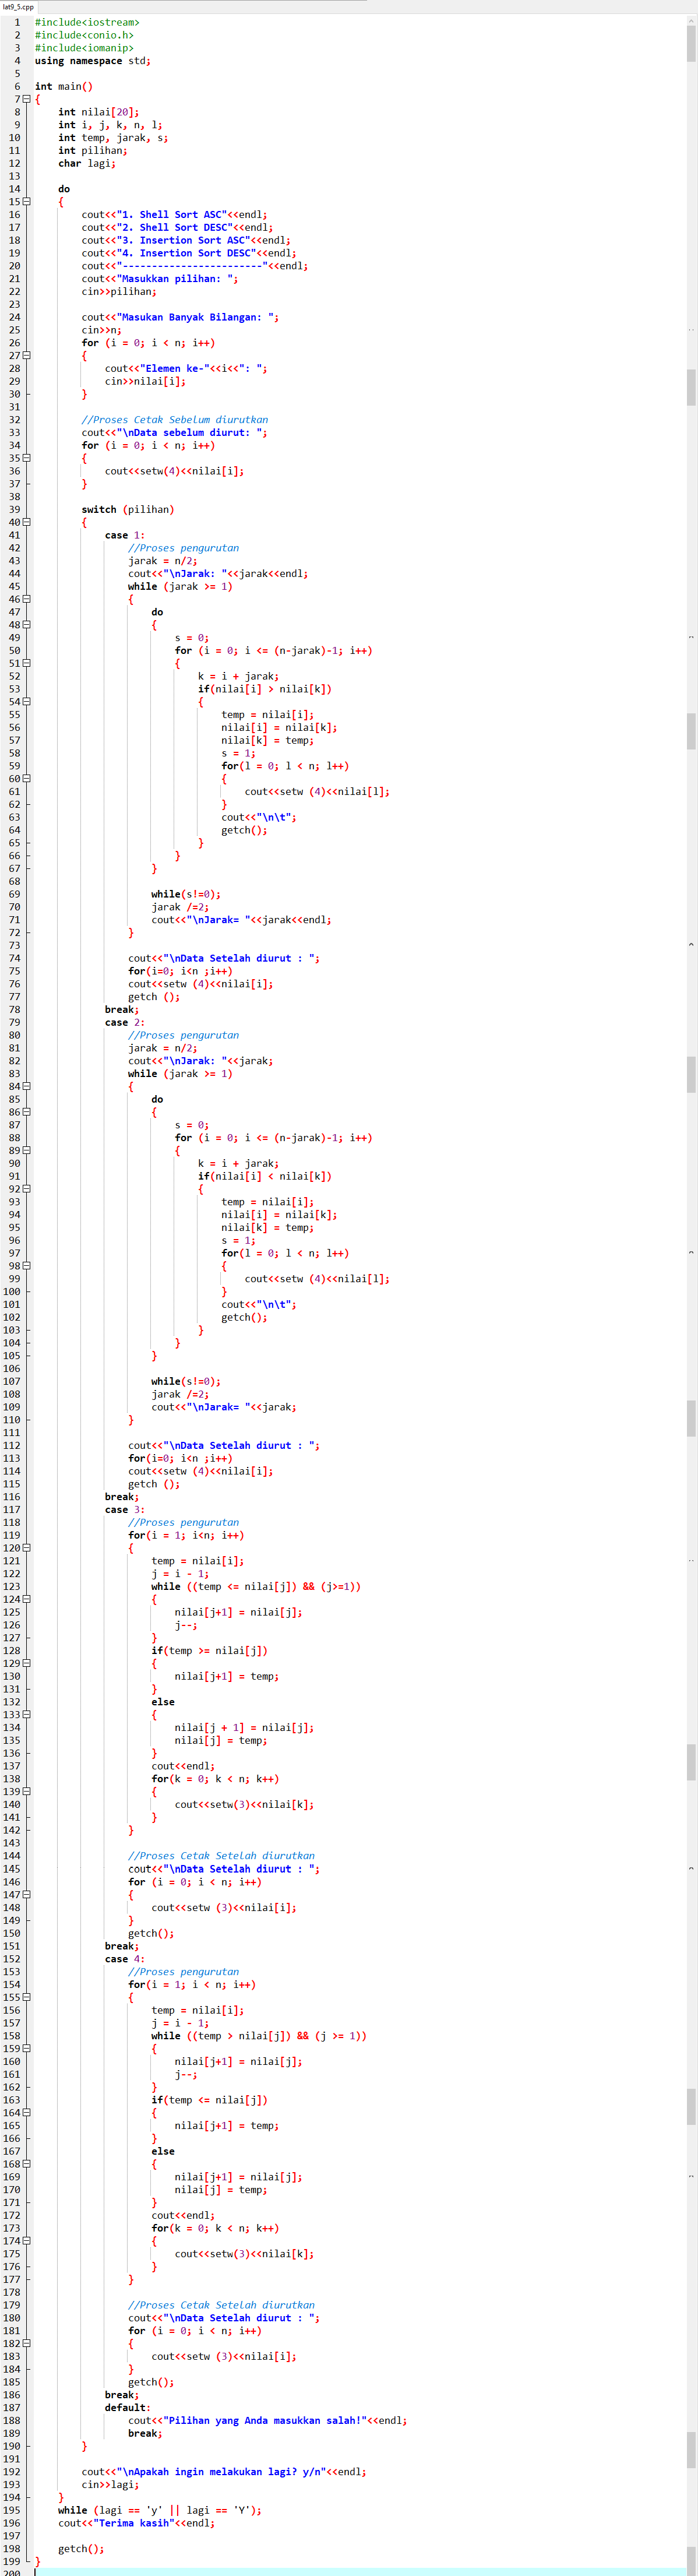 lat9_5.cpp
1 #include<iostream>
2 #include<conio.h>
3 #include<iomanip>
4 using namespace std;
5
6 int main()
7 {
8 int nilai[20];
9 int i, j, k, n, l;
10 int temp, jarak, s;
11 int pilihan;
12 char lagi;
13
14 do
15 {
16 cout<<"1. Shell Sort ASC"<<endl;
17 cout<<"2. Shell Sort DESC"<<endl;
18 cout<<"3. Insertion Sort ASC"<<endl;
19 cout<<"4. Insertion Sort DESC"<<endl;
20 cout<<"------------------------"<<endl;
21 cout<<"Masukkan pilihan: ";
22 cin>>pilihan;
23
24 cout<<"Masukan Banyak Bilangan: ";
25 cin>>n;
26 for (i = 0; i < n; i++)
27 {
28 cout<<"Elemen ke-"<<i<<": ";
29 cin>>nilai[i];
30 }
31
32 //Proses Cetak Sebelum diurutkan
33 cout<<"\nData sebelum diurut: ";
34 for (i = 0; i < n; i++)
35 {
36 cout<<setw(4)<<nilai[i];
37 }
38
39 switch (pilihan)
40 {
41 case 1:
42 //Proses pengurutan
43 jarak = n/2;
44 cout<<"\nJarak: "<<jarak<<endl;
45 while (jarak >= 1)
46 {
47 do
48 {
49 s = 0;
50 for (i = 0; i <= (n-jarak)-1; i++)
51 {
52 k = i + jarak;
53 if(nilai[i] > nilai[k])
54 {
55 temp = nilai[i];
56 nilai[i] = nilai[k];
57 nilai[k] = temp;
58 s = 1;
59 for(l = 0; l < n; l++)
60 {
61 cout<<setw (4)<<nilai[l];
62 }
63 cout<<"\n\t";
64 getch();
65 }
66 }
67 }
68
69 while(s!=0);
70 jarak /=2;
71 cout<<"\nJarak= "<<jarak<<endl;
72 }
73
74 cout<<"\nData Setelah diurut : ";
75 for(i=0; i<n ;i++)
76 cout<<setw (4)<<nilai[i];
77 getch ();
78 break;
79 case 2:
80 //Proses pengurutan
81 jarak = n/2;
82 cout<<"\nJarak: "<<jarak;
83 while (jarak >= 1)
84 {
85 do
86 {
87 s = 0;
88 for (i = 0; i <= (n-jarak)-1; i++)
89 {
90 k = i + jarak;
91 if(nilai[i] < nilai[k])
92 {
93 temp = nilai[i];
94 nilai[i] = nilai[k];
95 nilai[k] = temp;
96 s = 1;
97 for(l = 0; l < n; l++)
98 {
99 cout<<setw (4)<<nilai[l];
100 }
101 cout<<"\n\t";
102 getch();
103 }
104 }
105 }
106
107 while(s!=0);
108 jarak /=2;
109 cout<<"\nJarak= "<<jarak;
110 }
111
112 cout<<"\nData Setelah diurut : ";
113 for(i=0; i<n ;i++)
114 cout<<setw (4)<<nilai[i];
115 getch ();
116 break;
117 case 3:
118 //Proses pengurutan
119 for(i = 1; i<n; i++)
120 {
121 temp = nilai[i];
122 j = i - 1;
123 while ((temp <= nilai[j]) && (j>=1))
124 {
125 nilai[j+1] = nilai[j];
126 j--;
127 }
128 if(temp >= nilai[j])
129 {
130 nilai[j+1] = temp;
131 }
132 else
133 {
134 nilai[j + 1] = nilai[j];
135 nilai[j] = temp;
136 }
137 cout<<endl;
138 for(k = 0; k < n; k++)
139 {
140 cout<<setw(3)<<nilai[k];
141 }
142 }
143
144 //Proses Cetak Setelah diurutkan
145 cout<<"\nData Setelah diurut : ";
146 for (i = 0; i < n; i++)
147 {
148 cout<<setw (3)<<nilai[i];
149 }
150 getch();
151 break;
152 case 4:
153 //Proses pengurutan
154 for(i = 1; i < n; i++)
155 {
156 temp = nilai[i];
157 j = i - 1;
158 while ((temp > nilai[j]) && (j >= 1))
159 {
160 nilai[j+1] = nilai[j];
161 j--;
162 }
163 if(temp <= nilai[j])
164 {
165 nilai[j+1] = temp;
166 }
167 else
168 {
169 nilai[j+1] = nilai[j];
170 nilai[j] = temp;
171 }
172 cout<<endl;
173 for(k = 0; k < n; k++)
174 {
175 cout<<setw(3)<<nilai[k];
176 }
177 }
178
179 //Proses Cetak Setelah diurutkan
180 cout<<"\nData Setelah diurut : ";
181 for (i = 0; i < n; i++)
182 {
183 cout<<setw (3)<<nilai[i];
184 }
185 getch();
186 break;
187 default:
188 cout<<"Pilihan yang Anda masukkan salah!"<<endl;
189 break;
190 }
191
192 cout<<"\nApakah ingin melakukan lagi? y/n"<<endl;
193 cin>>lagi;
194 }
195 while (lagi == 'y' || lagi == 'Y');
196 cout<<"Terima kasih"<<endl;
197
198 getch();
199 }
200